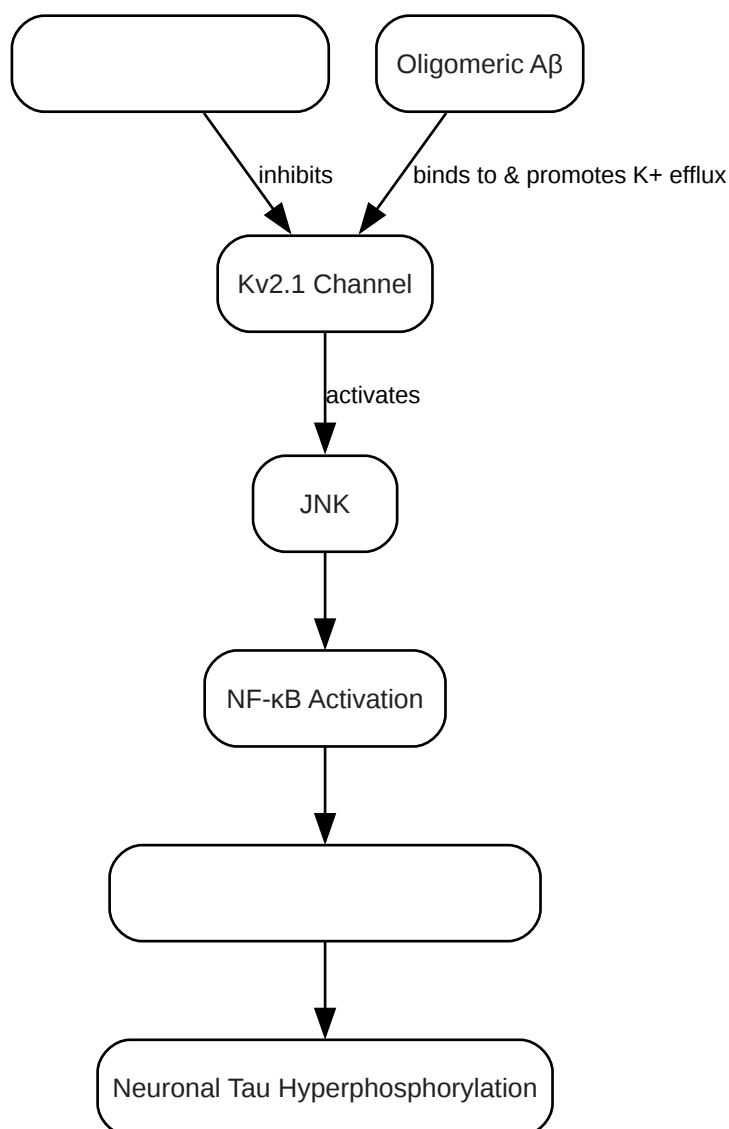 Oligomeric Aβ
inhibits
binds to & promotes K+ efflux
Kv2.1 Channel
activates
JNK
NF-κB Activation
Neuronal Tau Hyperphosphorylation